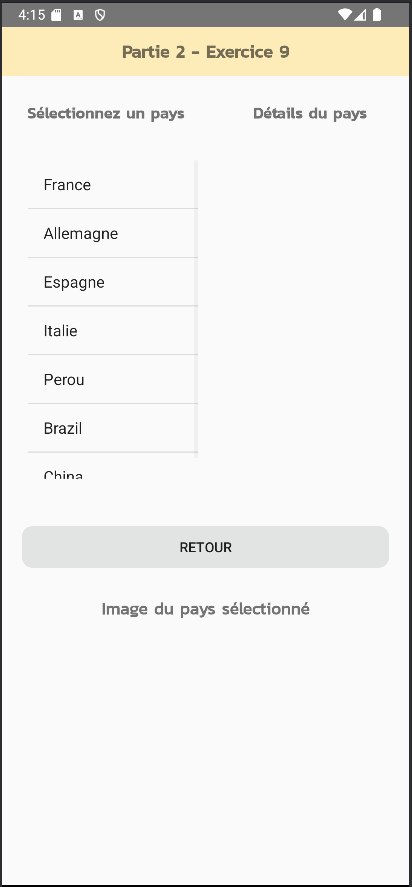 4:15
Partie 2 - Exercice 9
Sélectionnez un pays
Détails du pays
France
Allemagne
Espagne
Italie
Perou
Brazil
China
RETOUR
Image du pays sélectionné